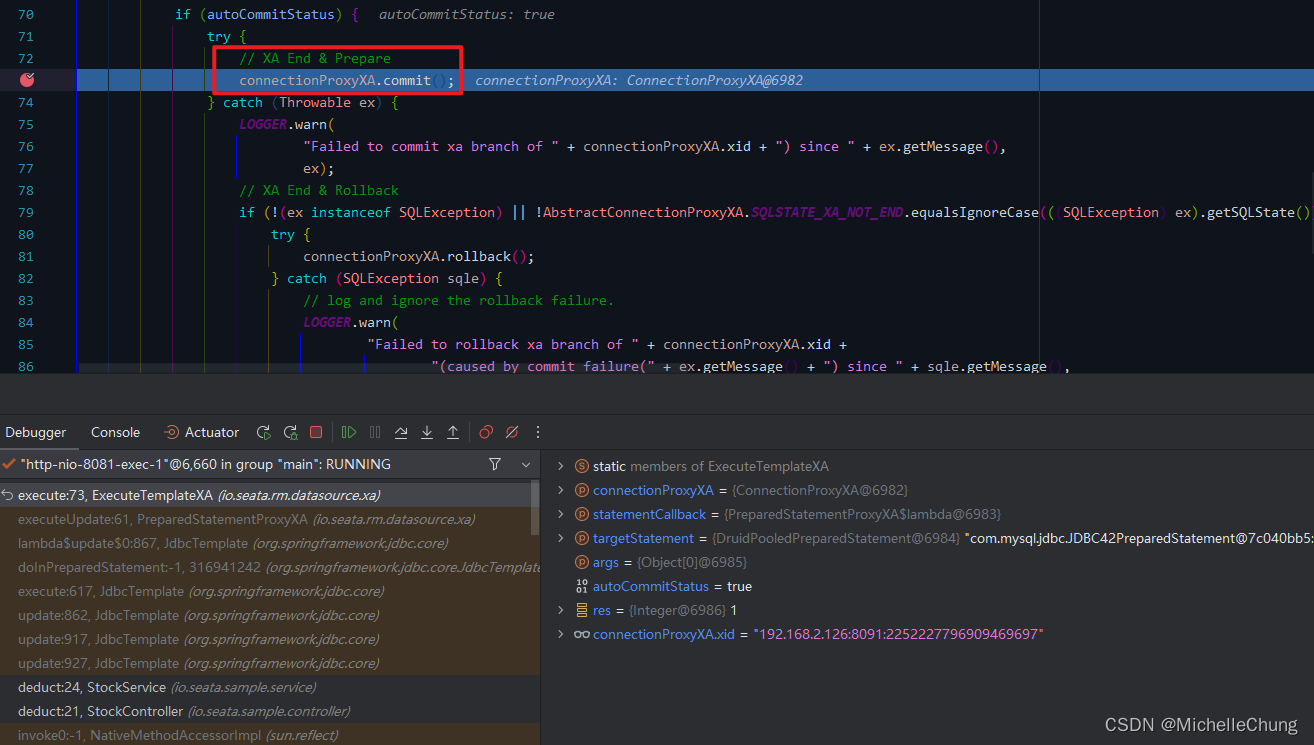 70 if (autoCommitStatus) { autoCommitStatus: true
71 try {
72 // XA End & Prepare
connectionProxyXA.commit(); connectionProxyXA: ConnectionProxyXA@6982
74 } catch (Throwable ex) {
75 LOGGER.warn(
76 "Failed to commit xa branch of " + connectionProxyXA.xid + ") since " + ex.getMessage(),
77 ex);
78 // XA End & Rollback
79 if (!(ex instanceof SQLException) || !AbstractConnectionProxyXA.SQLSTATE_XA_NOT_END.equalsIgnoreCase(((SQLException) ex).getSQLState()
80 try {
81 connectionProxyXA.rollback();
82 } catch (SQLException sqle) {
83 // log and ignore the rollback failure.
84 LOGGER.warn(
85 "Failed to rollback xa branch of " + connectionProxyXA.xid +
86 "(caused by commit failure(" + ex.getMessage() + ") since " + sqle.getMessage(),
Debugger Console Actuator
"http-nio-8081-exec-1"@6,660 in group "main": RUNNING
execute:73, ExecuteTemplateXA (io.seata.rm.datasource.xa)
executeUpdate:61, PreparedStatementProxyXA (io.seata.rm.datasource.xa)
lambda$update$0:867, JdbcTemplate (org.springframework.jdbc.core)
doInPreparedStatement:-1, 316941242 (org.springframework.jdbc.core.JdbcTemplate
execute:617, JdbcTemplate (org.springframework.jdbc.core)
update:862, JdbcTemplate (org.springframework.jdbc.core)
update:917, JdbcTemplate (org.springframework.jdbc.core)
update:927, JdbcTemplate (org.springframework.jdbc.core)
deduct:24, StockService (io.seata.sample.service)
deduct:21, StockController (io.seata.sample.controller)
invoke0:-1, NativeMethodAccessorImpl (sun.reflect)
static members of ExecuteTemplateXA
connectionProxyXA = {ConnectionProxyXA@6982}
statementCallback = {PreparedStatementProxyXA$lambda@6983}
targetStatement = {DruidPooledPreparedStatement@6984} "com.mysql.jdbc.JDBC42PreparedStatement@7c040bb5:
args = {Object[0]@6985}
autoCommitStatus = true
res = {Integer@6986} 1
connectionProxyXA.xid = "192.168.2.126:8091:2252227796909469697"
CSDN @MichelleChung